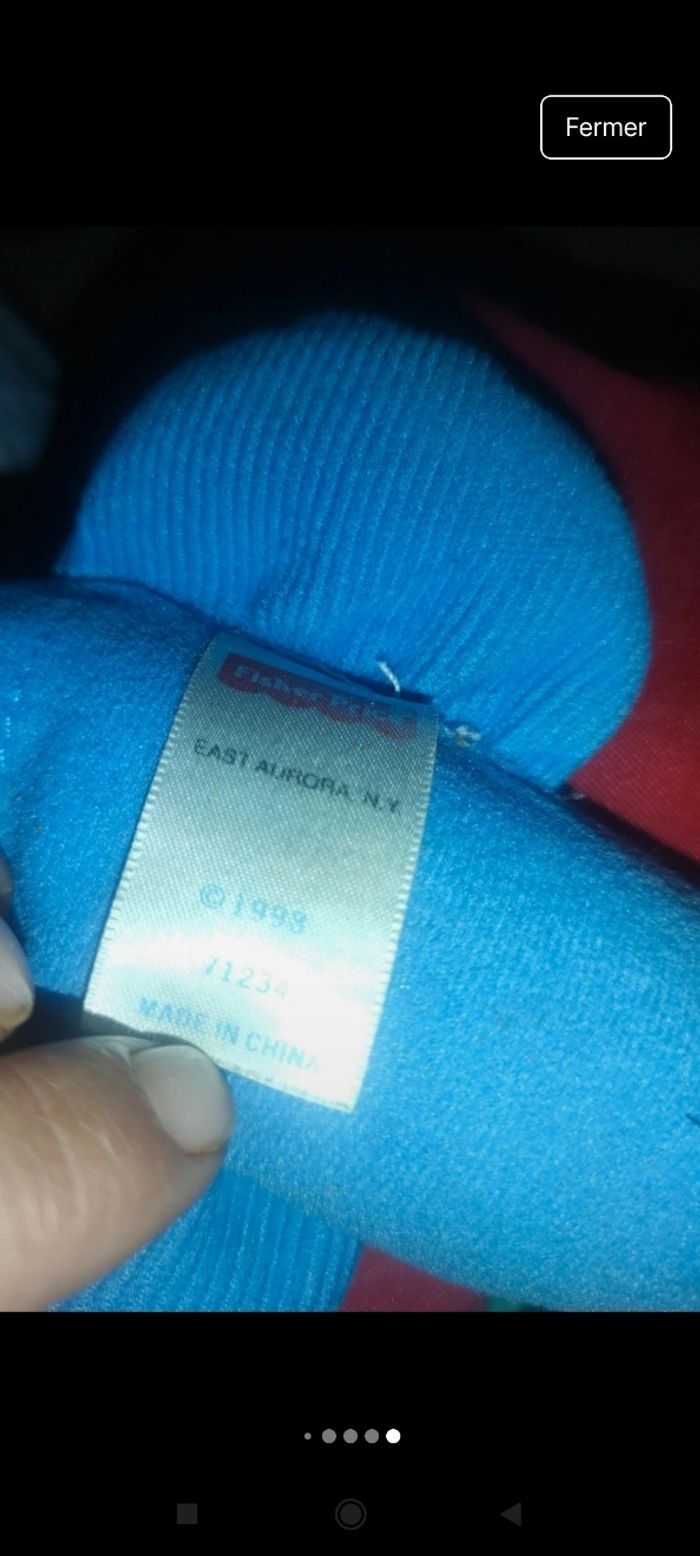 Fermer
Fisher-Price
EAST AURORA, N.Y.
©1998
71234
MADE IN CHINA